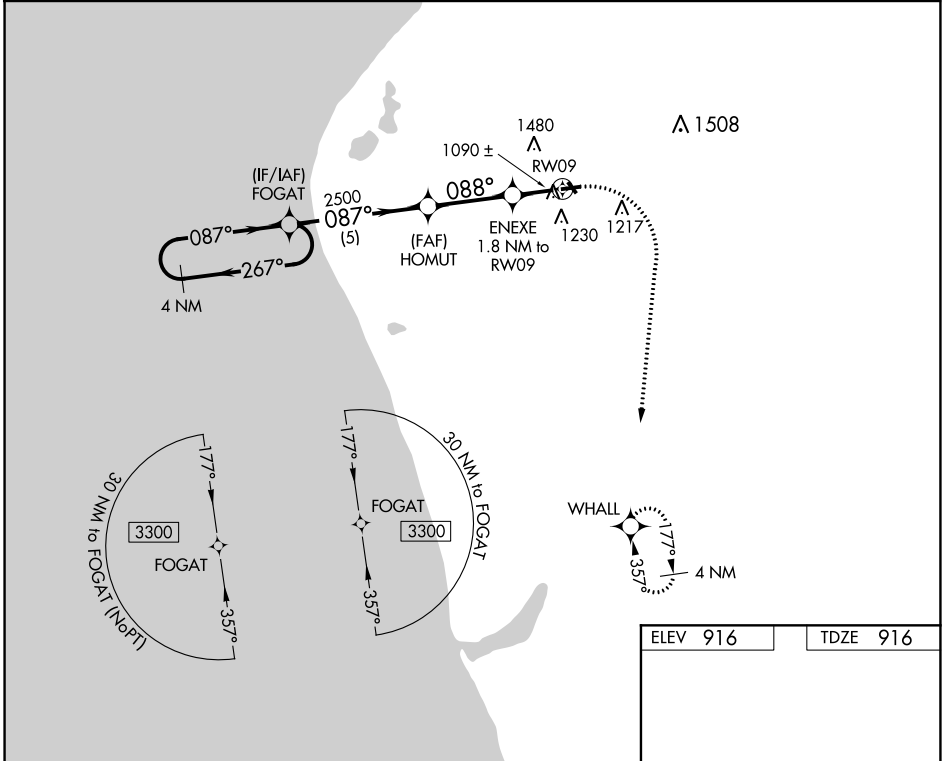 1508
1480
1090 ±
RW09
(IF/IAF)
FOGAT
2500
087°
(5)
088°
087°
267°
4 NM
(FAF)
HOMUT
ENEXE
1.8 NM to
RW09
1230
1217
177°
30 NM to FOGAT (NoPT)
3300
FOGAT
357°
177°
30 NM to FOGAT
FOGAT
3300
357°
WHALL
177°
357°
4 NM
ELEV 916
TDZE 916